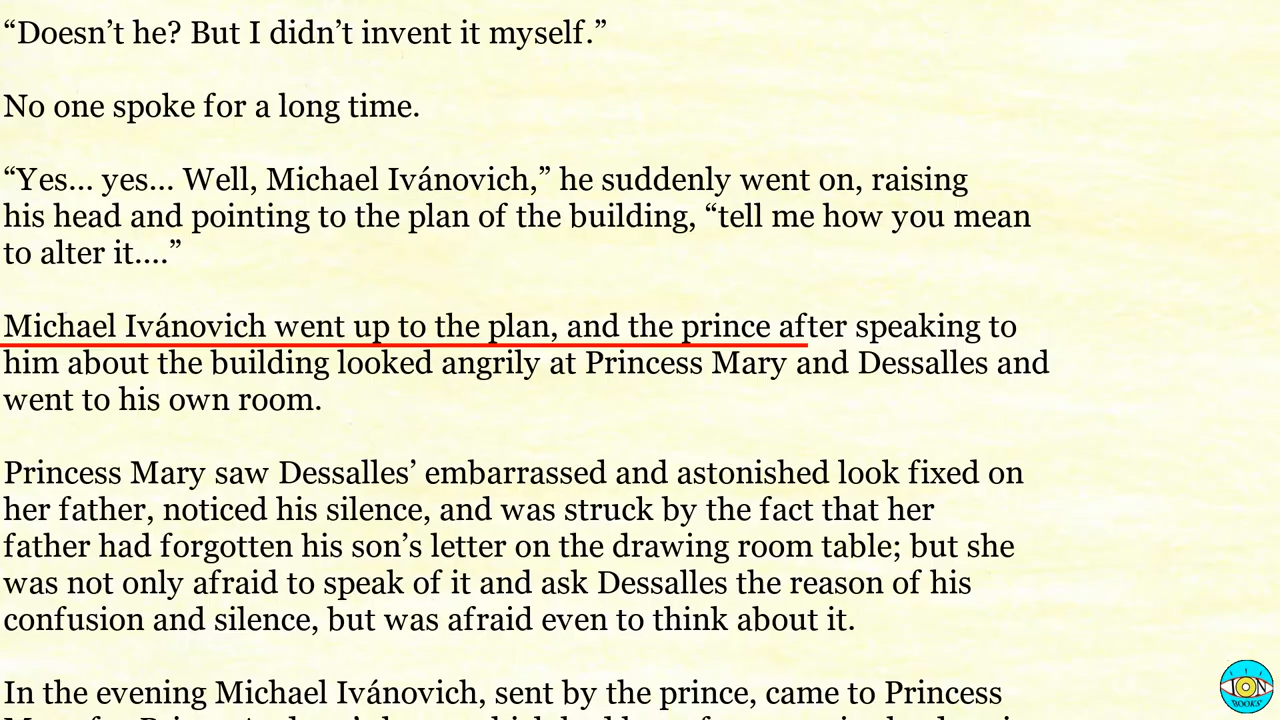 “Doesn’t he? But I didn’t invent it myself.”
No one spoke for a long time.
“Yes... yes... Well, Michael Ivánovich,” he suddenly went on, raising
his head and pointing to the plan of the building, “tell me how you mean
to alter it....”
Michael Ivánovich went up to the plan, and the prince after speaking to
him about the building looked angrily at Princess Mary and Dessalles and
went to his own room.
Princess Mary saw Dessalles’ embarrassed and astonished look fixed on
her father, noticed his silence, and was struck by the fact that her
father had forgotten his son’s letter on the drawing room table; but she
was not only afraid to speak of it and ask Dessalles the reason of his
confusion and silence, but was afraid even to think about it.
In the evening Michael Ivánovich, sent by the prince, came to Princess
ION
BOOKS